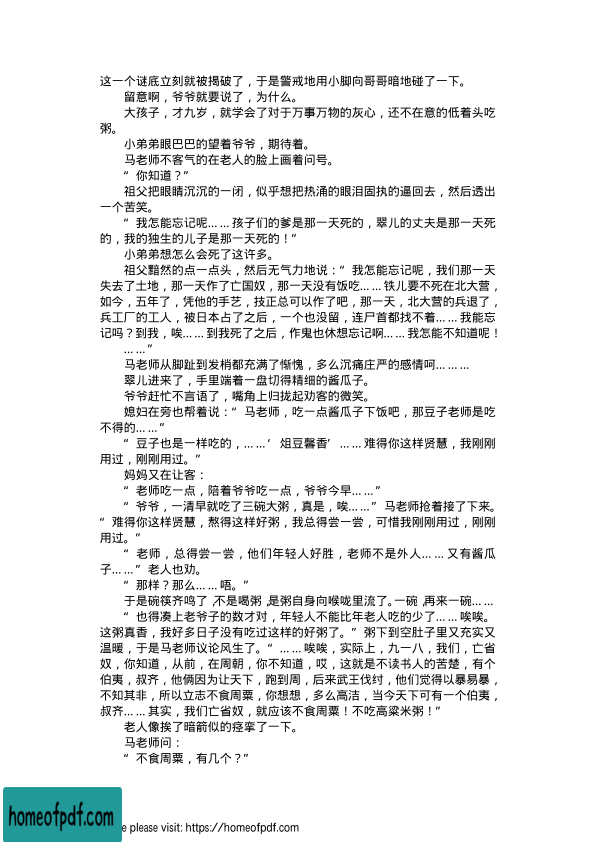 这一个谜底立刻就被揭破了，于是警戒地用小脚向哥哥暗地碰了一下。
留意啊，爷爷就要说了，为什么。
大孩子，才九岁，就学会了对于万事万物的灰心，还不在意的低着头吃
粥。
小弟弟眼巴巴的望着爷爷，期待着。
马老师不客气的在老人的脸上画着问号。
“你知道？”
祖父把眼睛沉沉的一闭，似乎想把热涌的眼泪固执的逼回去，然后透出
一个苦笑。
“我怎能忘记呢……孩子们的爹是那一天死的，翠儿的丈夫是那一天死
的，我的独生的儿子是那一天死的！”
小弟弟想怎么会死了这许多。
祖父黯然的点一点头，然后无气力地说：“我怎能忘记呢，我们那一天
失去了土地，那一天作了亡国奴，那一天没有饭吃……铁儿要不死在北大营，
如今，五年了，凭他的手艺，技正总可以作了吧，那一天，北大营的兵退了，
兵工厂的工人，被日本占了之后，一个也没留，连尸首都找不着……我能忘
记吗？到我，唉……到我死了之后，作鬼也休想忘记啊……我怎能不知道呢！
……”
马老师从脚趾到发梢都充满了惭愧，多么沉痛庄严的感情呵………
翠儿进来了，手里端着一盘切得精细的酱瓜子。
爷爷赶忙不言语了，嘴角上归拢起劝客的微笑。
媳妇在旁也帮着说：“马老师，吃一点酱瓜子下饭吧，那豆子老师是吃
不得的……”
“豆子也是一样吃的，……‘俎豆馨香’……难得你这样贤慧，我刚刚
用过，刚刚用过。”
妈妈又在让客：
“老师吃一点，陪着爷爷吃一点，爷爷今早……”
“爷爷，一清早就吃了三碗大粥，真是，唉……”马老师抢着接了下来。
“难得你这样贤慧，熬得这样好粥，我总得尝一尝，可惜我刚刚用过，刚刚
用过。”
“老师，总得尝一尝，他们年轻人好胜，老师不是外人……又有酱瓜
子……”老人也劝。
“那样？那么……唔。”
于是碗筷齐鸣了，不是喝粥，是粥自身向喉咙里流了。一碗，再来一碗……
“也得凑上老爷子的数才对，年轻人不能比年老人吃的少了……唉唉。
这粥真香，我好多日子没有吃过这样的好粥了。”粥下到空肚子里又充实又
温暖，于是马老师议论风生了。“……唉唉，实际上，九一八，我们，亡省
奴，你知道，从前，在周朝，你不知道，哎，这就是不读书人的苦楚，有个
伯夷，叔齐，他俩因为让天下，跑到周，后来武王伐纣，他们觉得以暴易暴，
不知其非，所以立志不食周粟，你想想，多么高洁，当今天下可有一个伯夷，
叔齐……其实，我们亡省奴，就应该不食周粟！不吃高粱米粥！”
老人像挨了暗箭似的痉挛了一下。
马老师问：
“不食周粟，有几个？”
homeofpdf.com
e please visit: https://homeofpdf.com